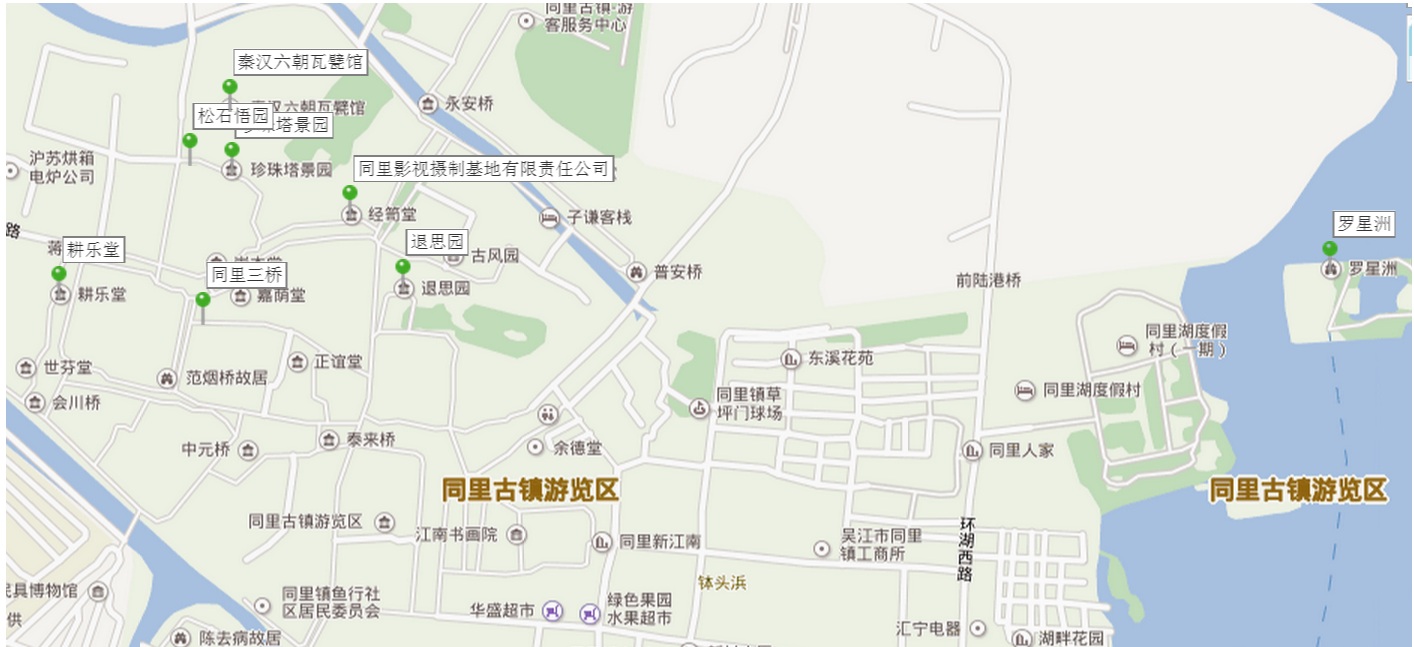 同里古镇-游
客服务中心
秦汉六朝瓦甓馆
秦汉六朝瓦甓馆
永安桥
松石悟园
珍珠塔景园
沪苏烘箱
电炉公司
珍珠塔景园
同里影视摄制基地有限责任公司
经笥堂
子谦客栈
罗星洲
路
耕乐堂
退思园
古风园
罗星洲
同里三桥
普安桥
前陆港桥
耕乐堂
嘉荫堂
退思园
同里湖度假
村(一期)
世芬堂
正谊堂
范烟桥故居
东溪花苑
同里湖度假村
会川桥
同里镇草
坪门球场
中元桥
泰来桥
余德堂
同里人家
同里古镇游览区
同里古镇游览区
同里古镇游览区
江南书画院
同里新江南
吴江市同里
镇工商所
环湖西路
钵头浜
民具博物馆
供
同里镇鱼行社
区居民委员会
华盛超市
绿色果园
水果超市
陈去病故居
汇宁电器
湖畔花园